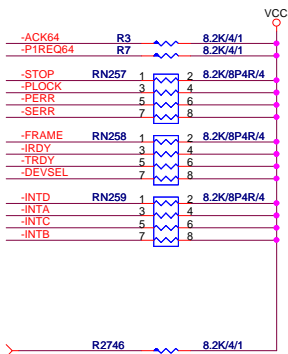 VCC
-ACK64 R3 8.2K/4/1
-P1REQ64 R7 8.2K/4/1
-STOP RN257 1 2 8.2K/8P4R/4
-PLOCK 3 4
-PERR 5 6
-SERR 7 8
-FRAME RN258 1 2 8.2K/8P4R/4
-IRDY 3 4
-TRDY 5 6
-DEVSEL 7 8
-INTD RN259 1 2 8.2K/8P4R/4
-INTA 3 4
-INTC 5 6
-INTB 7 8
R2746 8.2K/4/1